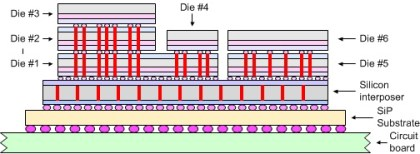 Die #4
Die #3
Die #2
Die #6
Die #1
Die #5
Silicon
interposer
SiP
Substrate
Circuit
board